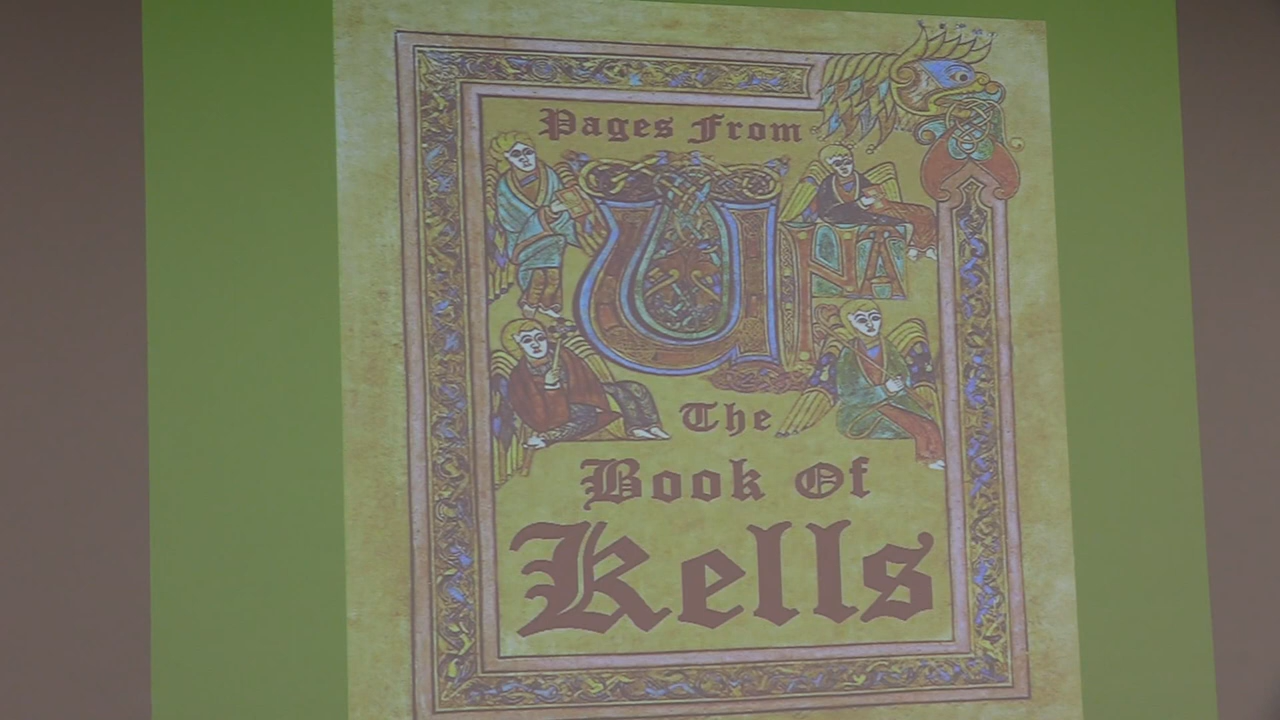 Pages From
UNA
The
Book Of
Kells